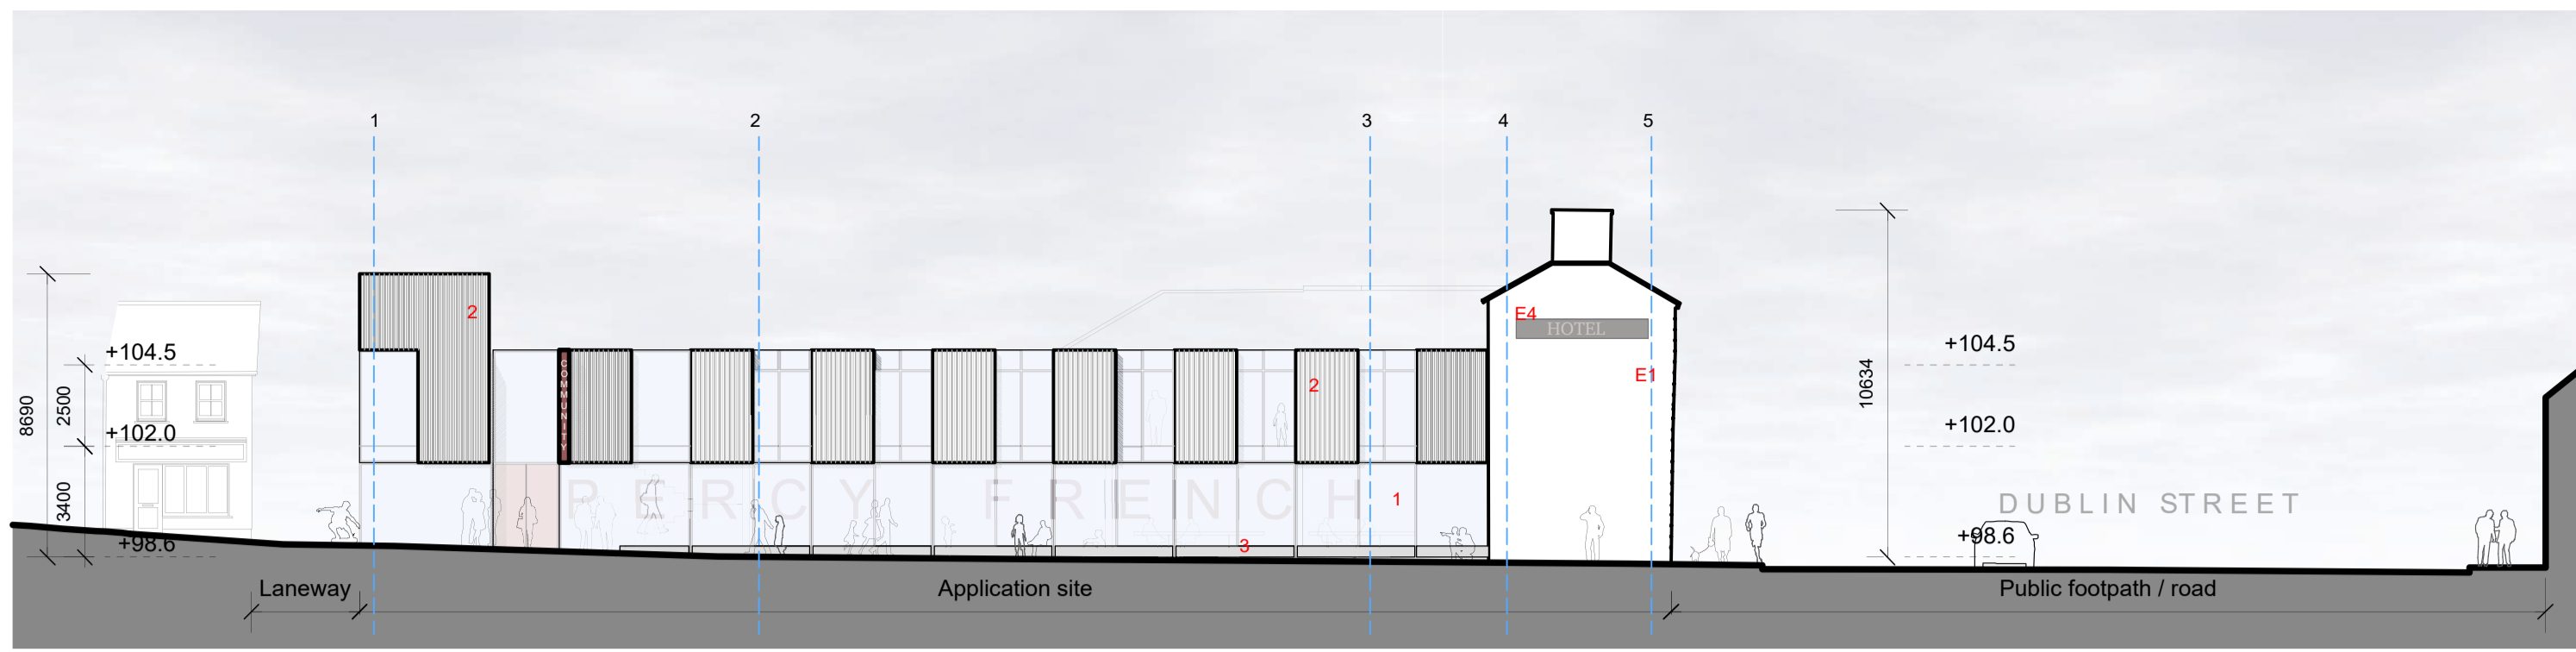 1
2
3
4
5
2
E4
HOTEL
E1
COMMUNITY
2
PERCY FRENCH
1
3
DUBLIN STREET
8690
2500
3400
+104.5
+102.0
+98.6
10634
+104.5
+102.0
+98.6
Laneway
Application site
Public footpath / road